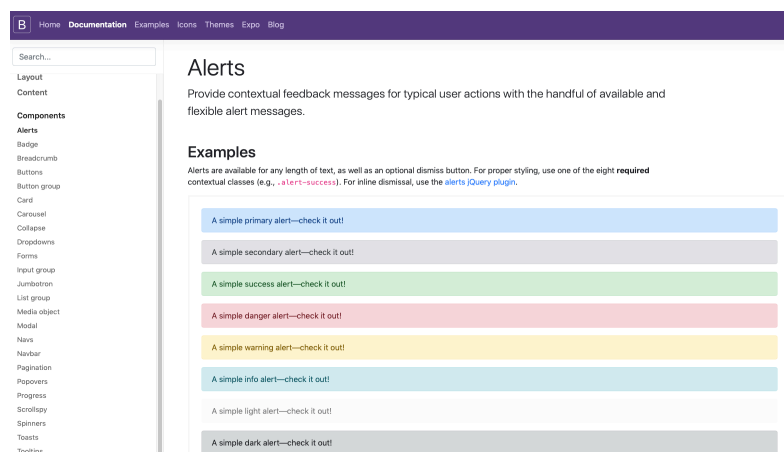 B Home Documentation Examples Icons Themes Expo Blog
Search...
Layout
Content
Components
Alerts
Badge
Breadcrumb
Buttons
Button group
Card
Carousel
Collapse
Dropdowns
Forms
Input group
Jumbotron
List group
Media object
Modal
Navs
Navbar
Pagination
Popovers
Progress
Scrollspy
Spinners
Toasts
Tooltips
Alerts
Provide contextual feedback messages for typical user actions with the handful of available and
flexible alert messages.
Examples
Alerts are available for any length of text, as well as an optional dismiss button. For proper styling, use one of the eight required
contextual classes (e.g., .alert-success). For inline dismissal, use the alerts jQuery plugin.
A simple primary alert—check it out!
A simple secondary alert—check it out!
A simple success alert—check it out!
A simple danger alert—check it out!
A simple warning alert—check it out!
A simple info alert—check it out!
A simple light alert—check it out!
A simple dark alert—check it out!